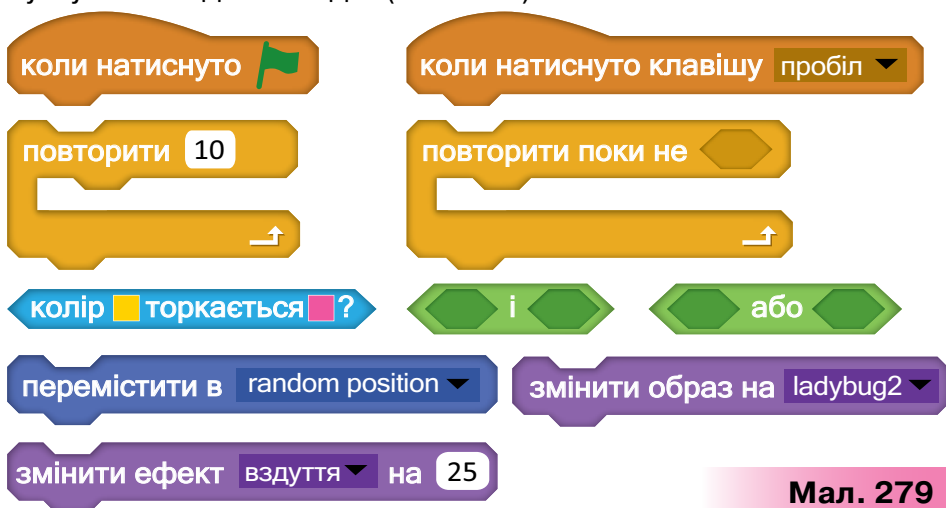 коли натиснуто
коли натиснуто клавішу пробіл
повторити 10
повторити поки не
колір торкається ?
і
або
перемістити в random position
змінити образ на ladybug2
змінити ефект вздуття на 25
Мал. 279